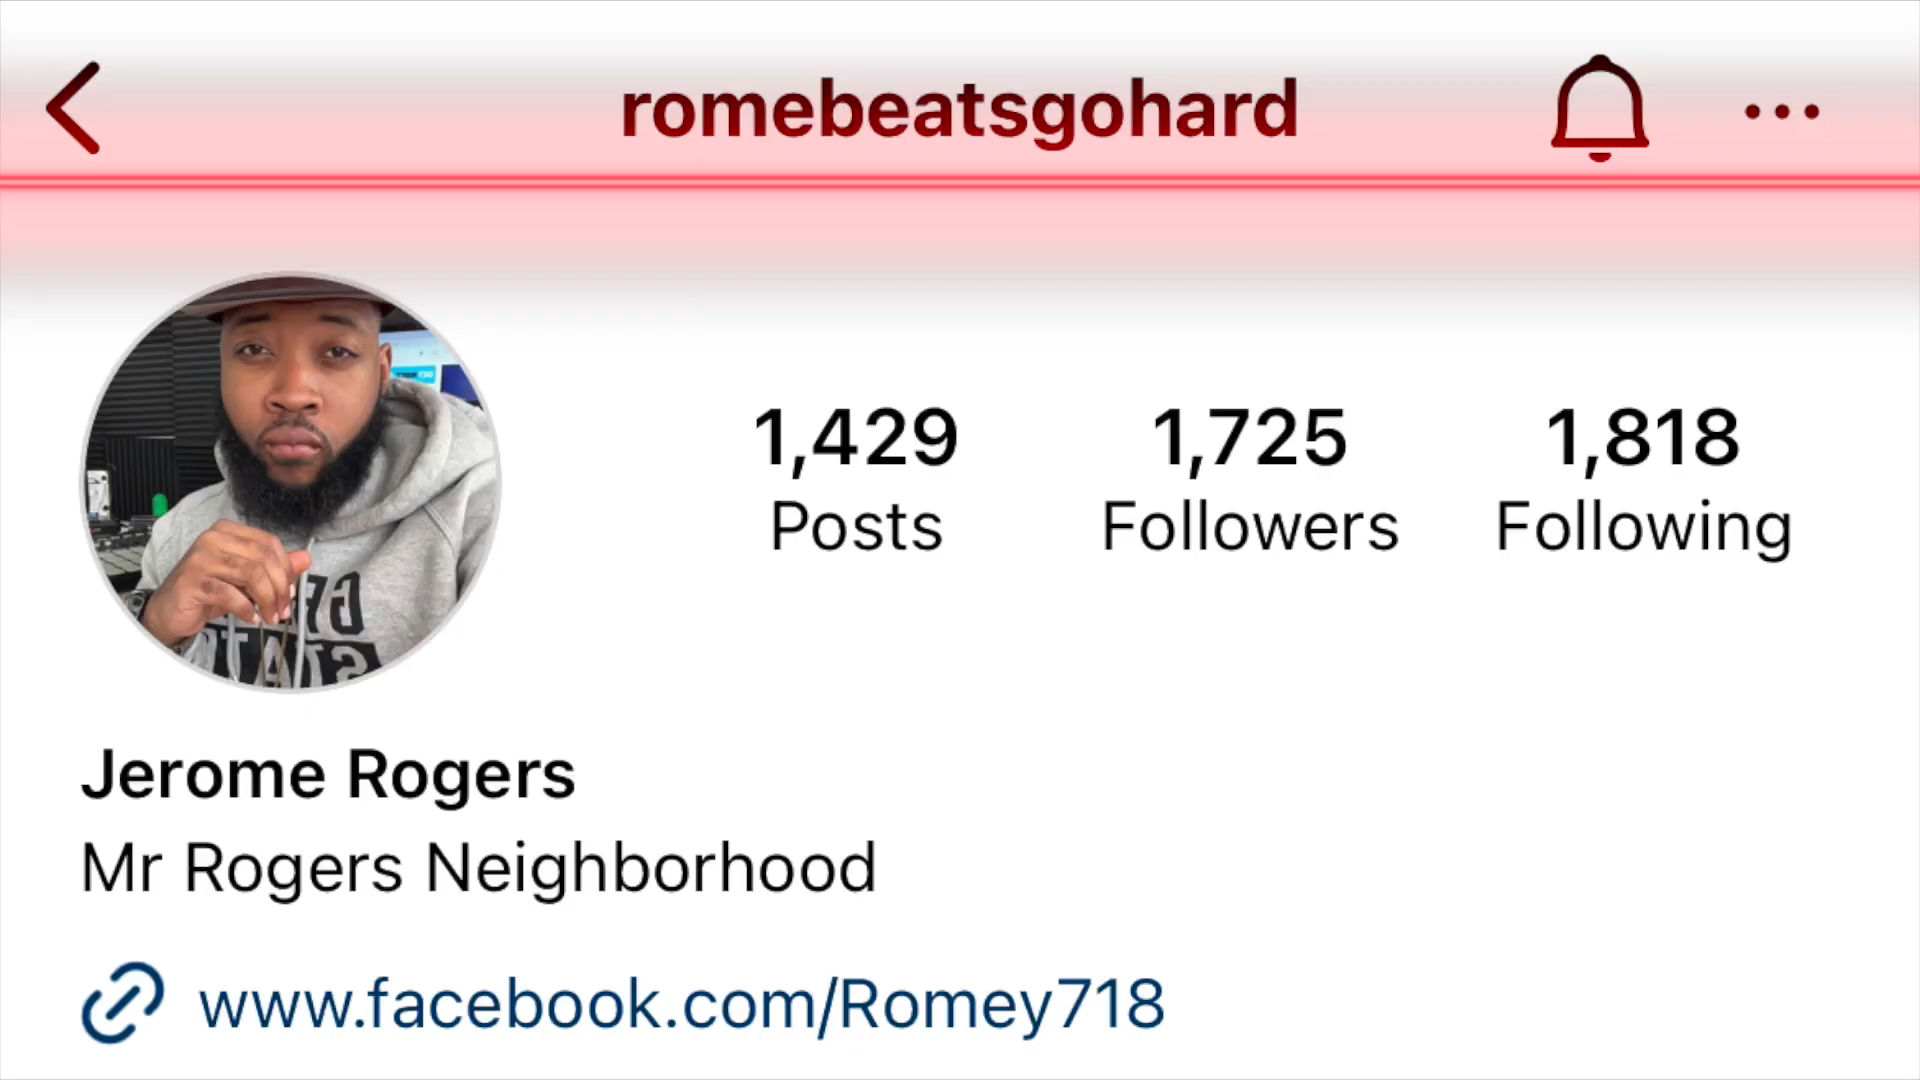 romebeatsgohard
1,429 1,725 1,818
Posts Followers Following
Jerome Rogers
Mr Rogers Neighborhood
www.facebook.com/Romey718